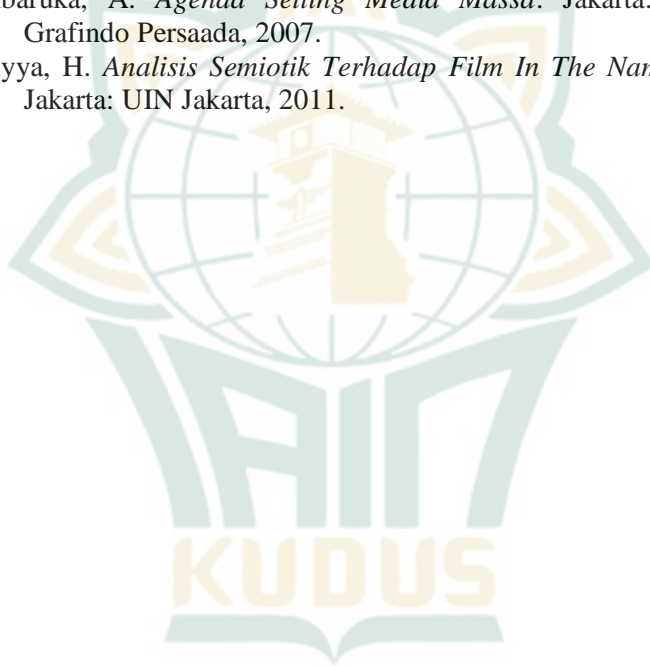 baruka, A. Agenda Setting Media Massa. Jakarta:
Grafindo Persaada, 2007.
yya, H. Analisis Semiotik Terhadap Film In The Nam
Jakarta: UIN Jakarta, 2011.
IAIN
KUDUS